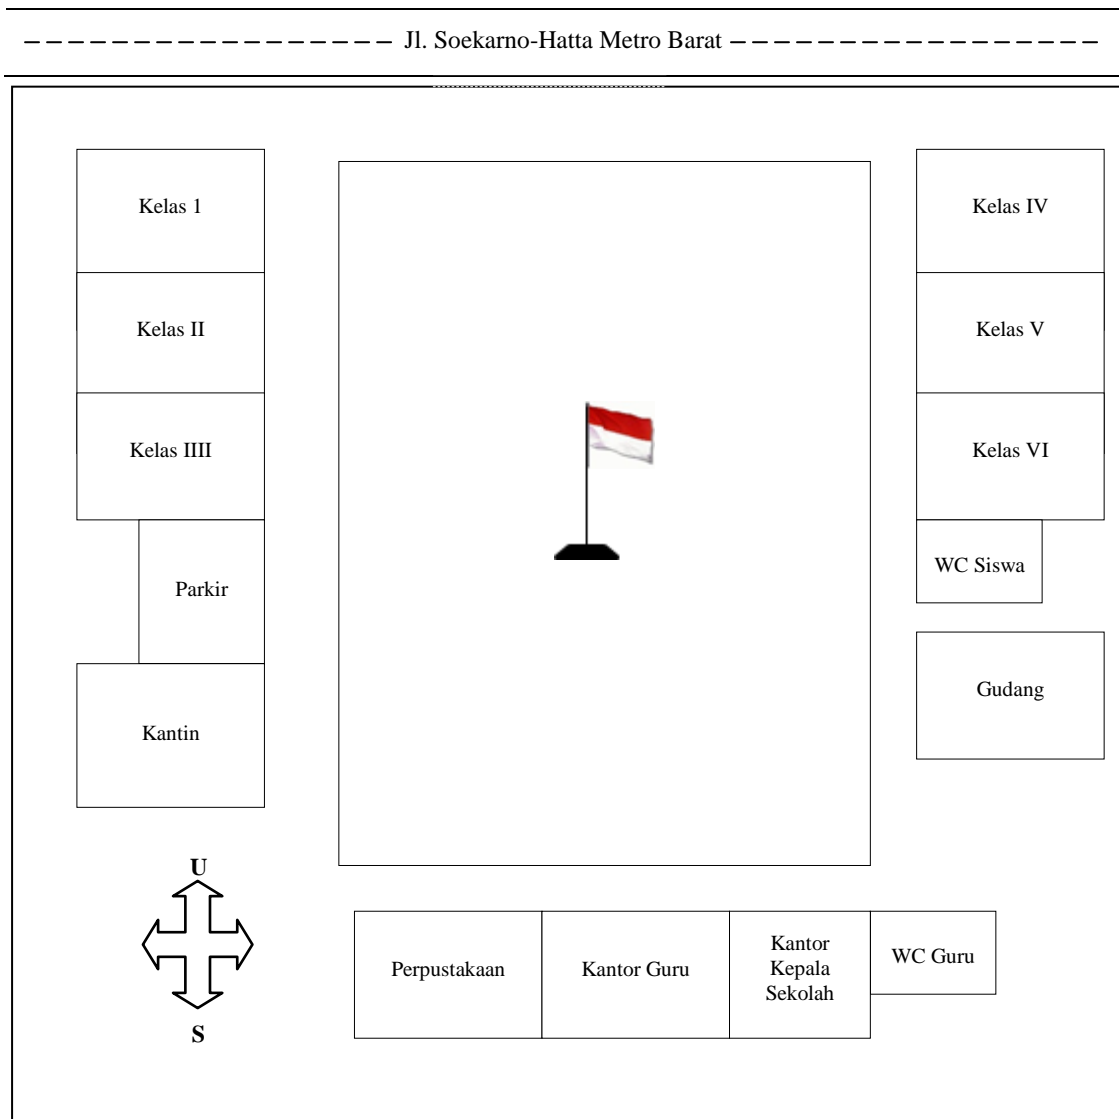 Jl. Soekarno-Hatta Metro Barat
Kelas 1
Kelas IV
Kelas II
Kelas V
Kelas IIII
Kelas VI
Parkir
WC Siswa
Kantin
Gudang
U
S
Perpustakaan
Kantor Guru
Kantor
Kepala
Sekolah
WC Guru